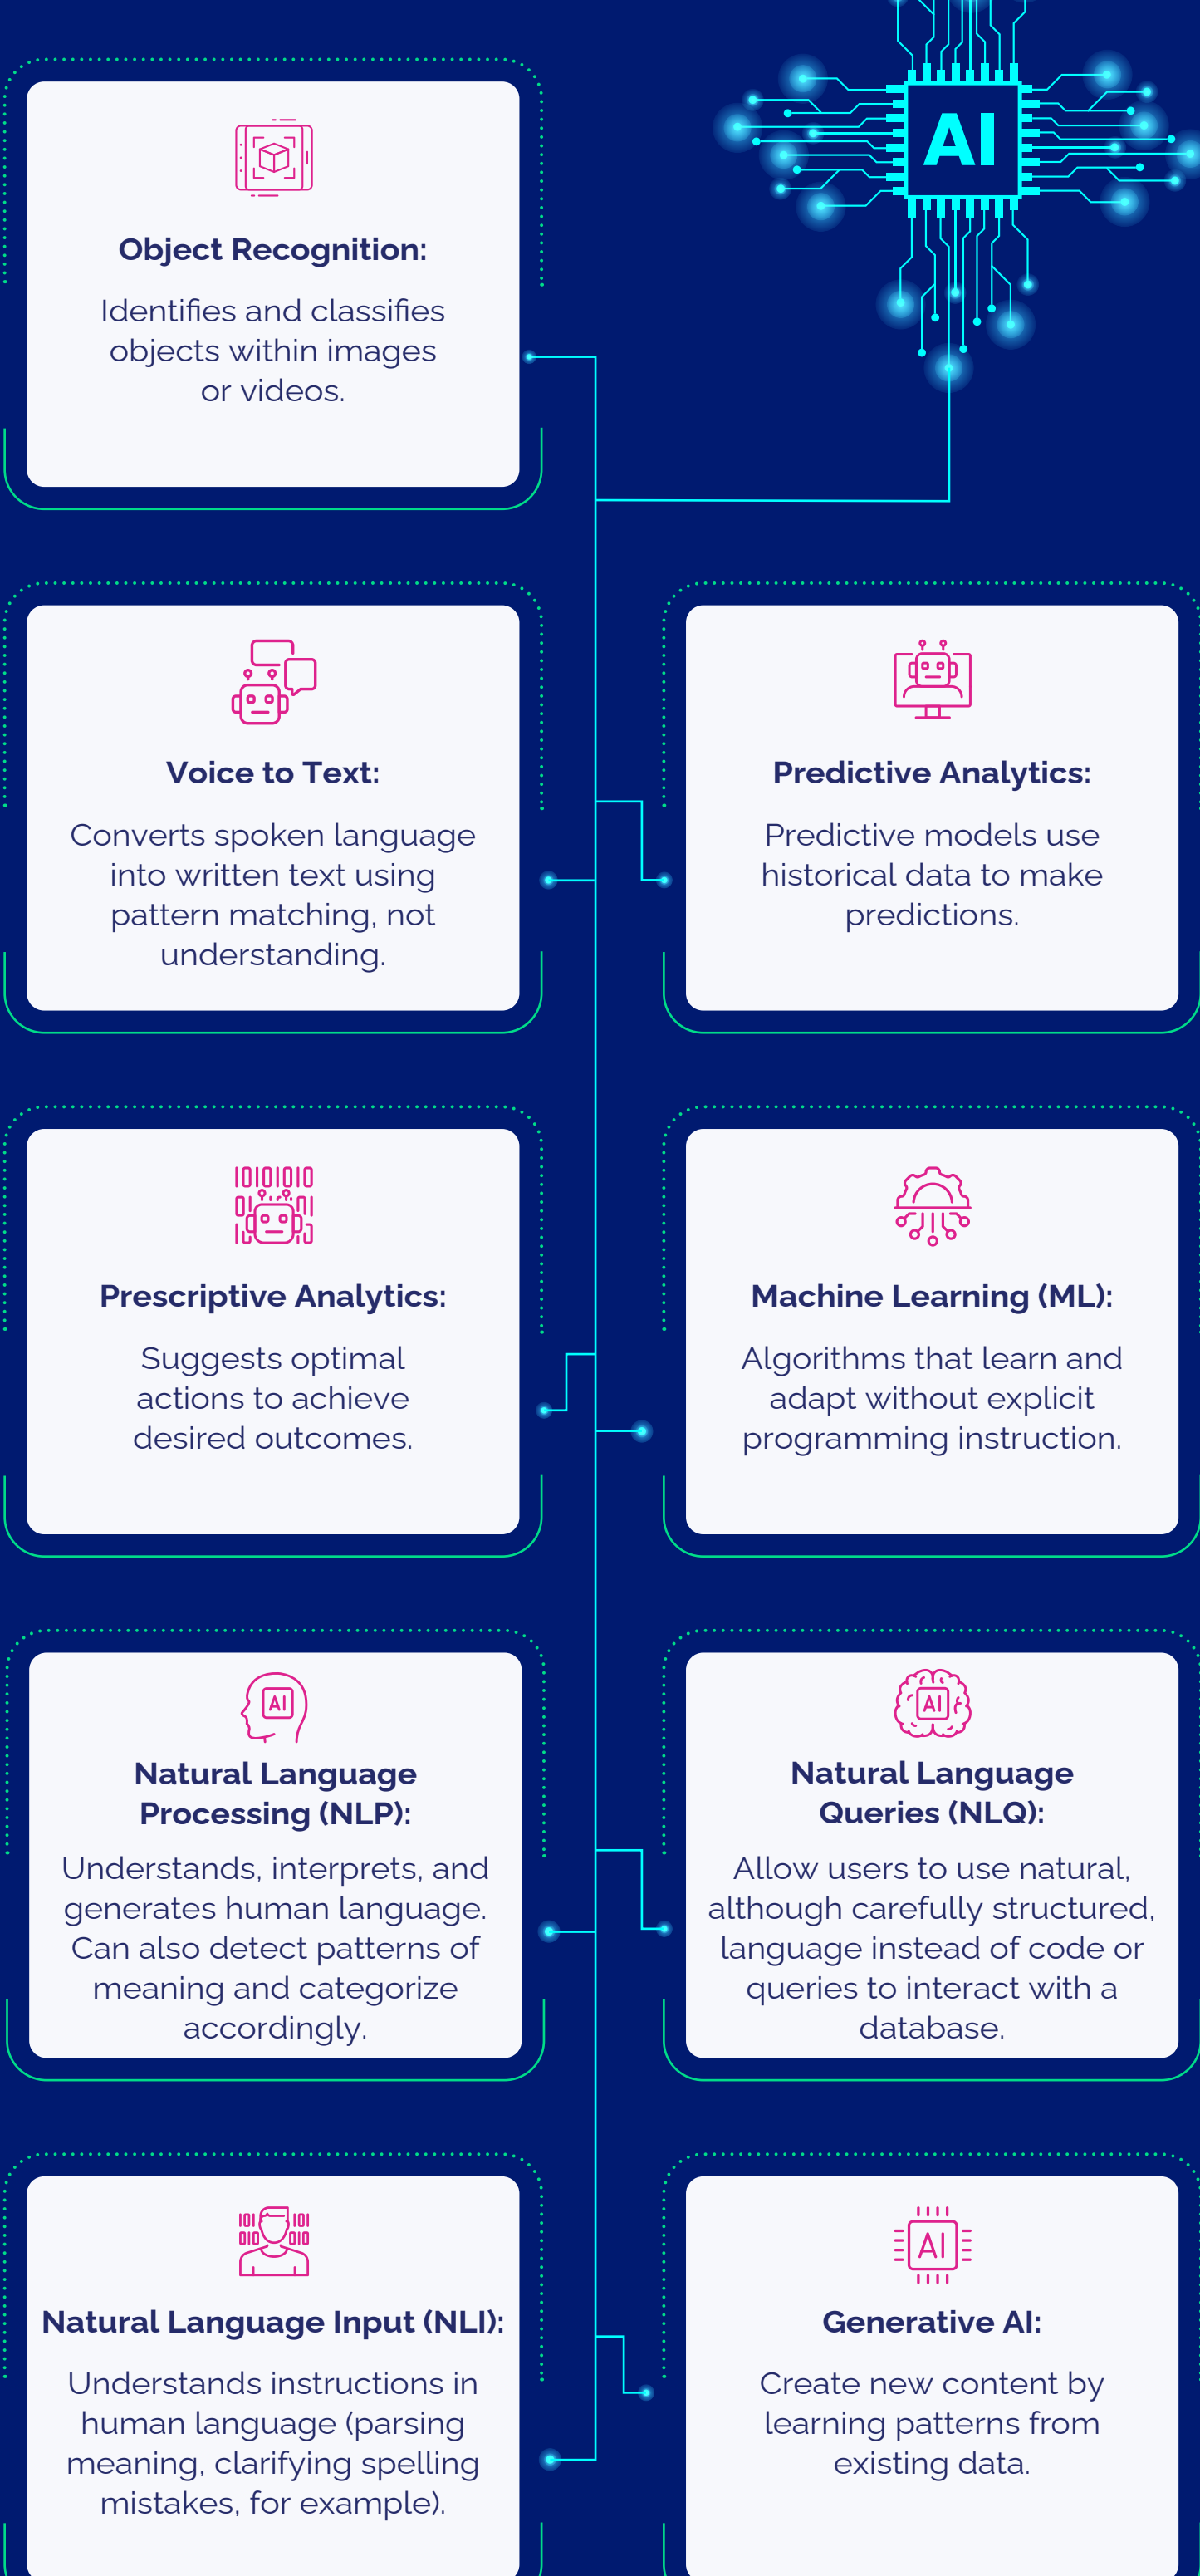 AI
Object Recognition:
Identifies and classifies
objects within images
or videos.
Voice to Text:
Converts spoken language
into written text using
pattern matching, not
understanding.
Predictive Analytics:
Predictive models use
historical data to make
predictions.
Prescriptive Analytics:
Suggests optimal
actions to achieve
desired outcomes.
Machine Learning (ML):
Algorithms that learn and
adapt without explicit
programming instruction.
AI
Natural Language
Processing (NLP):
Understands, interprets, and
generates human language.
Can also detect patterns of
meaning and categorize
accordingly.
AI
Natural Language
Queries (NLQ):
Allow users to use natural,
although carefully structured,
language instead of code or
queries to interact with a
database.
Natural Language Input (NLI):
Understands instructions in
human language (parsing
meaning, clarifying spelling
mistakes, for example).
AI
Generative AI:
Create new content by
learning patterns from
existing data.